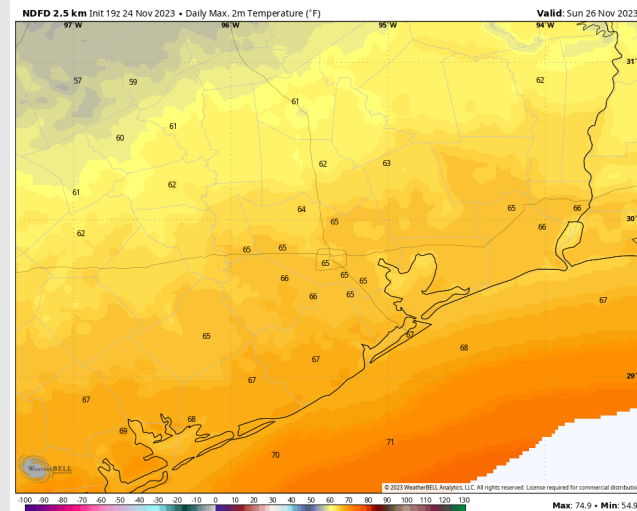 NDFD 2.5 km Init 19z 24 Nov 2023 • Daily Max. 2m Temperature (°F)
Valid: Sun 26 Nov 2023
97°W 96°W 95°W 94°W
31°
57 59 62
61
61
60
62 63
62
61
64 65 66
65
30°
62 66
65 65
65
66 65 65
66 65
67
65 67
67 68
29°
67
67
68
69
70 71
WEATHERBELL
© 2023 WeatherBELL Analytics, LLC. All rights reserved. License required for commercial distributio
-100 -90 -80 -70 -60 -50 -40 -30 -20 -10 0 10 20 30 40 50 60 70 80 90 100 110 120 130
Max: 74.9 • Min: 54.9